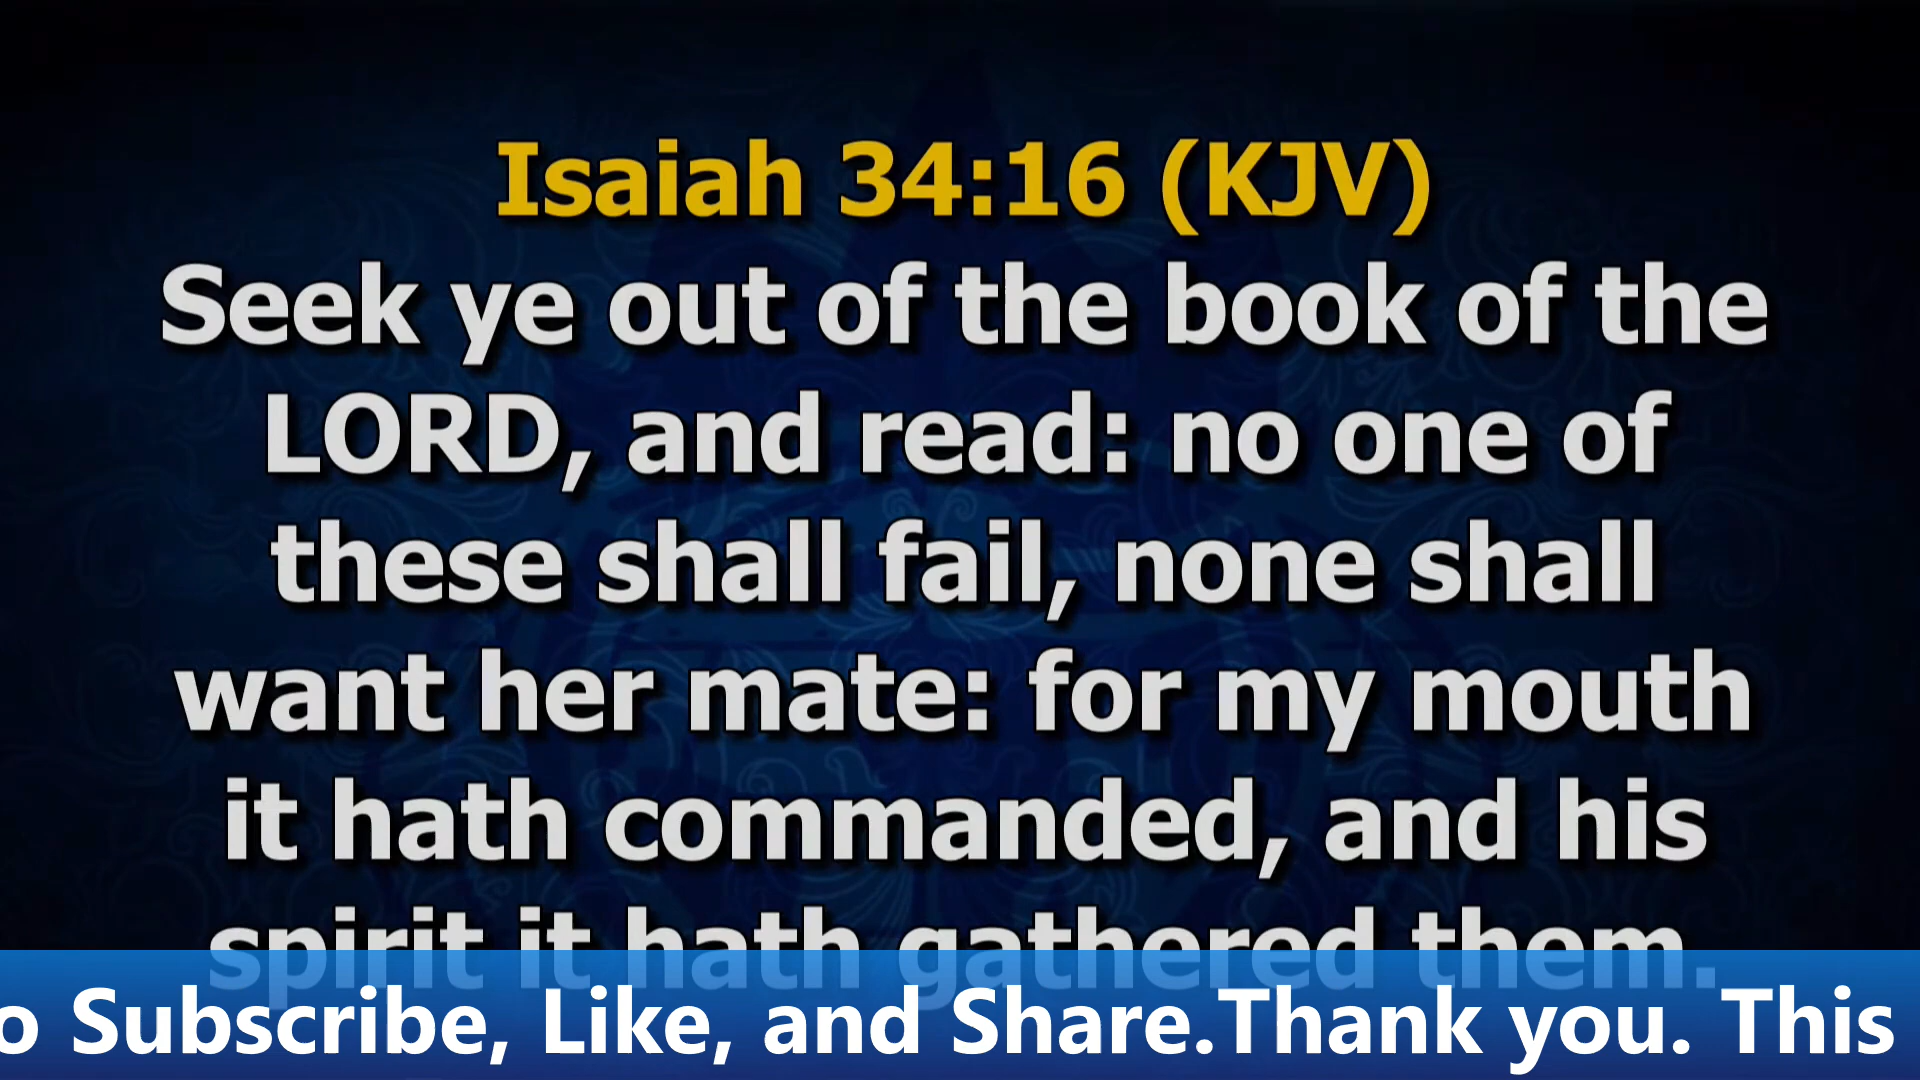 Isaiah 34:16 (KJV)
Seek ye out of the book of the
LORD, and read: no one of
these shall fail, none shall
want her mate: for my mouth
it hath commanded, and his
spirit it hath gathered them.
o Subscribe, Like, and Share.Thank you. This